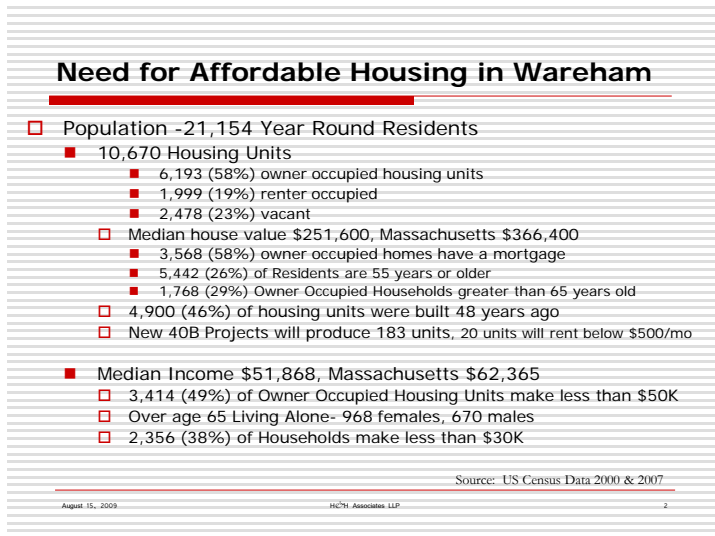 Need for Affordable Housing in Wareham
Population -21,154 Year Round Residents
10,670 Housing Units
6,193 (58%) owner occupied housing units
1,999 (19%) renter occupied
2,478 (23%) vacant
Median house value $251,600, Massachusetts $366,400
3,568 (58%) owner occupied homes have a mortgage
5,442 (26%) of Residents are 55 years or older
1,768 (29%) Owner Occupied Households greater than 65 years old
4,900 (46%) of housing units were built 48 years ago
New 40B Projects will produce 183 units, 20 units will rent below $500/mo
Median Income $51,868, Massachusetts $62,365
3,414 (49%) of Owner Occupied Housing Units make less than $50K
Over age 65 Living Alone- 968 females, 670 males
2,356 (38%) of Households make less than $30K
Source: US Census Data 2000 & 2007
August 15, 2009 Associates LLP 2